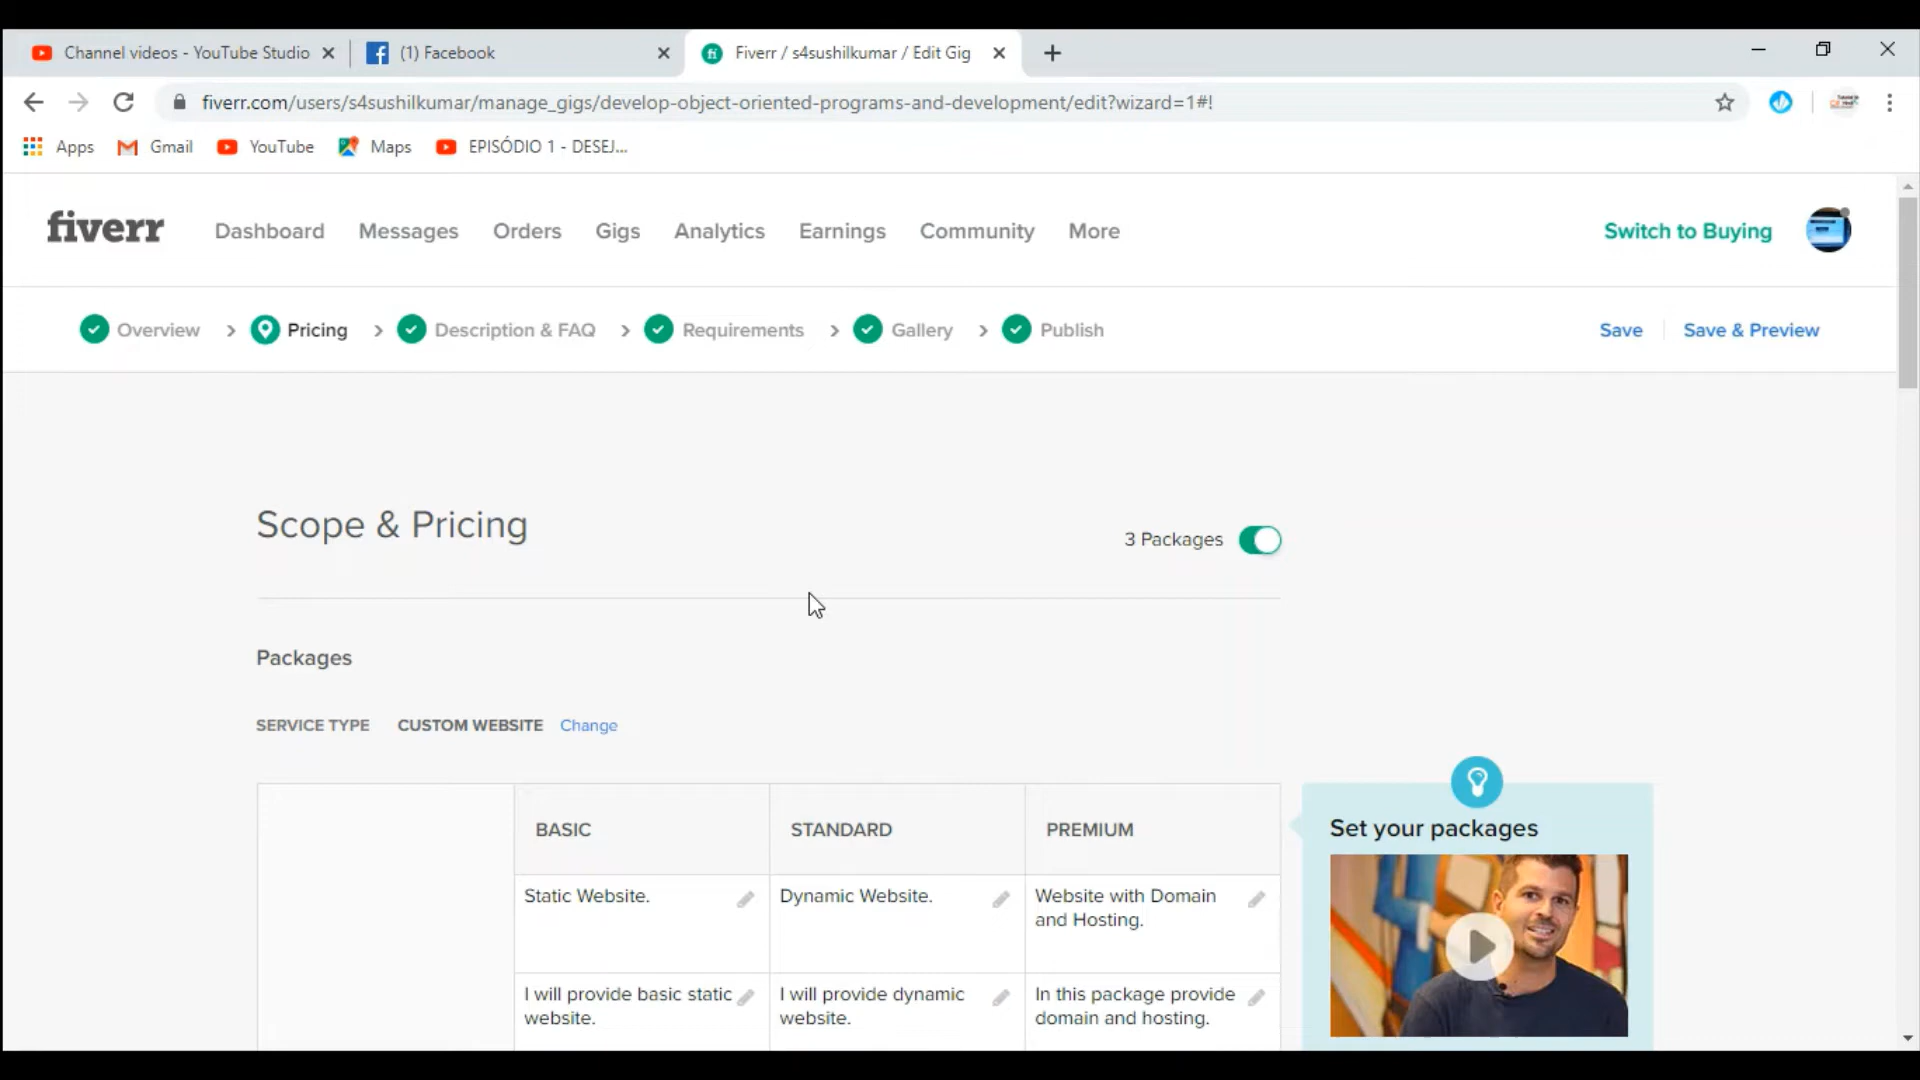 Channel videos - YouTube Studio
(1) Facebook
Fiverr / s4sushilkumar / Edit Gig
fiverr.com/users/s4sushilkumar/manage_gigs/develop-object-oriented-programs-and-development/edit?wizard=1#!
Apps
Gmail
YouTube
Maps
EPISÓDIO 1 - DESEJ...
fiverr
Dashboard
Messages
Orders
Gigs
Analytics
Earnings
Community
More
Switch to Buying
Overview
Pricing
Description & FAQ
Requirements
Gallery
Publish
Save
Save & Preview
Scope & Pricing
3 Packages
Packages
SERVICE TYPE
CUSTOM WEBSITE
Change
BASIC
STANDARD
PREMIUM
Static Website.
Dynamic Website.
Website with Domain
and Hosting.
I will provide basic static
website.
I will provide dynamic
website.
In this package provide
domain and hosting.
Set your packages